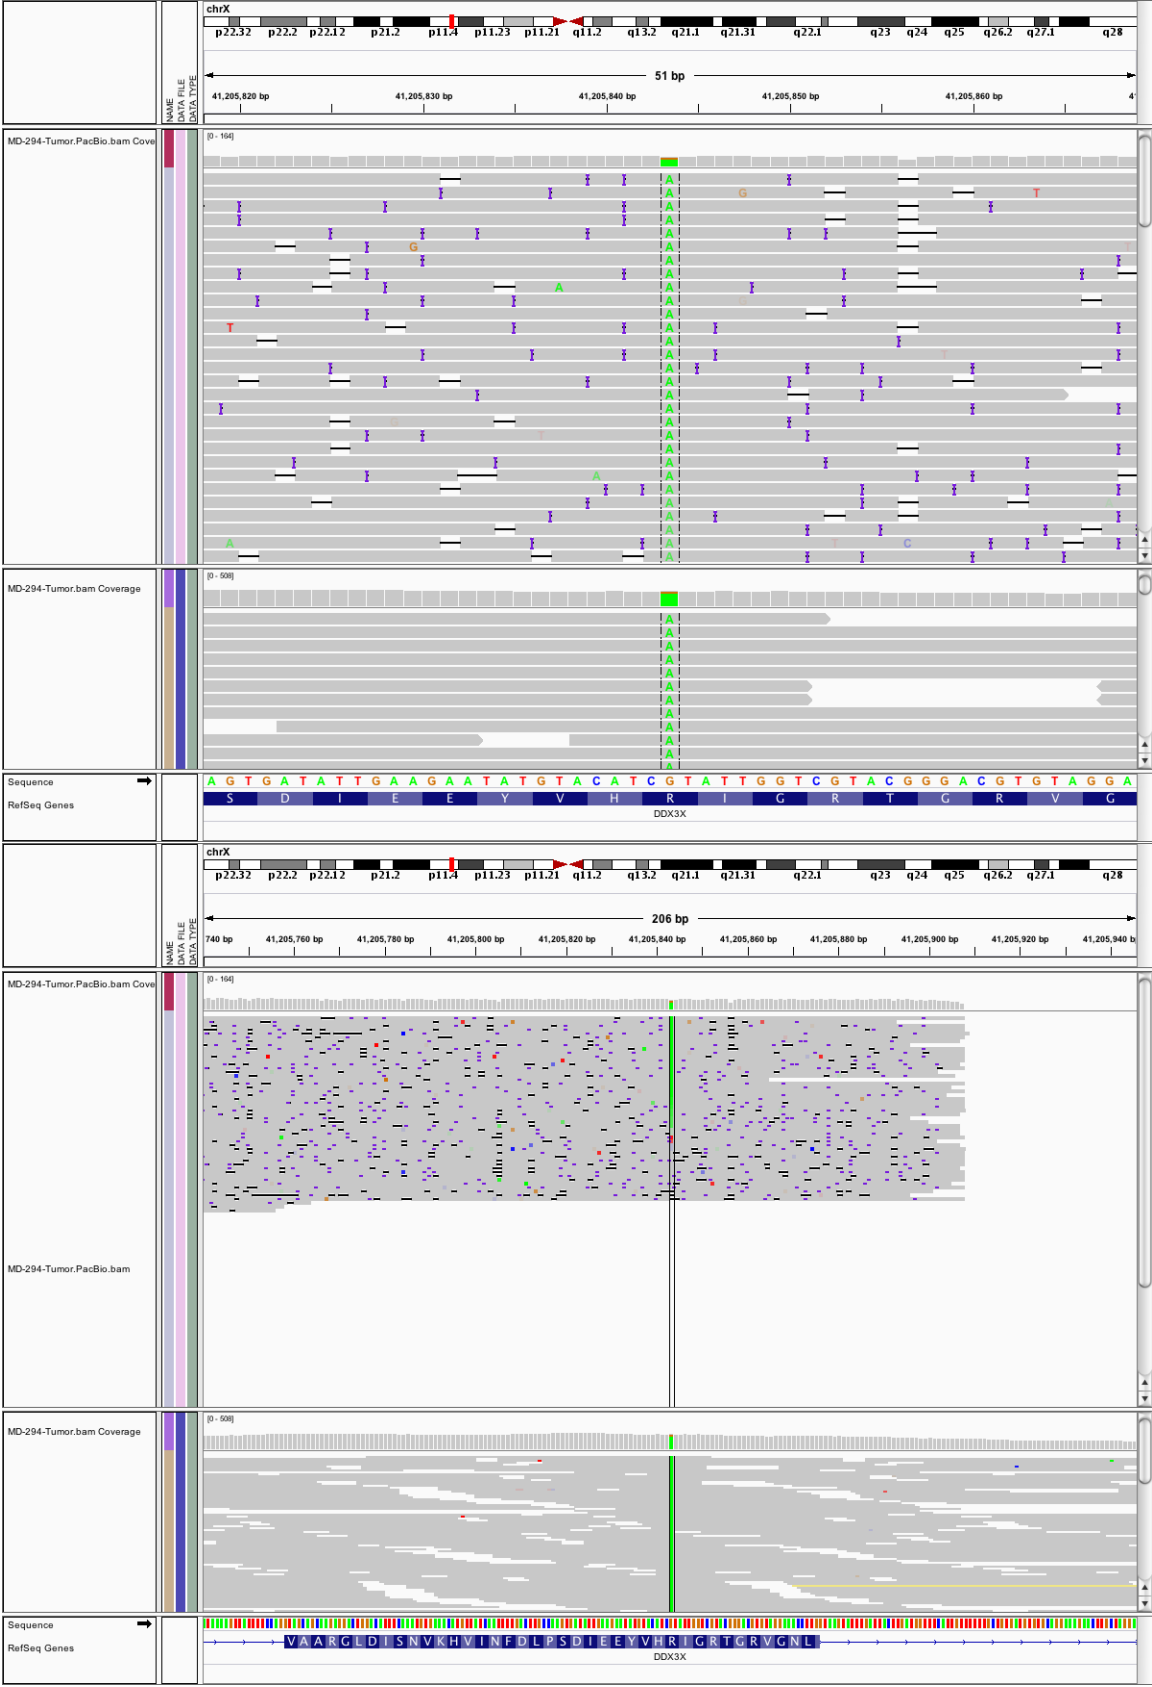 chrX
p22.32 p22.2 p22.12 p21.2 p11.4 p11.23 p11.21 q11.2 q13.2 q21.1 q21.31 q22.1 q23 q24 q25 q26.2 q27.1 q28
51 bp
NAME
DATA FILE
DATA TYPE
41,205,820 bp 41,205,830 bp 41,205,840 bp 41,205,850 bp 41,205,860 bp 41
MD-294-Tumor.PacBio.bam Cove
[0 - 164]
A
A G T
A
A
A
G A T
A
A
A A
A G
A
T A
A
A T
A
A
A
A
G A
T A
A
A
A A
A
A
A
A
A A T C
A
MD-294-Tumor.bam Coverage
[0 - 508]
A
A
A
A
A
A
A
A
A
A
A
A
Sequence
A G T G A T A T T G A A G A A T A T G T A C A T C G T A T T G G T C G T A C G G G A C G T G T A G G A
RefSeq Genes
S D I E E Y V H R I G R T G R V G
DDX3X
chrX
p22.32 p22.2 p22.12 p21.2 p11.4 p11.23 p11.21 q11.2 q13.2 q21.1 q21.31 q22.1 q23 q24 q25 q26.2 q27.1 q28
206 bp
NAME
DATA FILE
DATA TYPE
740 bp 41,205,760 bp 41,205,780 bp 41,205,800 bp 41,205,820 bp 41,205,840 bp 41,205,860 bp 41,205,880 bp 41,205,900 bp 41,205,920 bp 41,205,940 bp
MD-294-Tumor.PacBio.bam Cove
[0 - 164]
MD-294-Tumor.PacBio.bam
MD-294-Tumor.bam Coverage
[0 - 508]
Sequence
RefSeq Genes
V A A R G L D I S N V K H V I N F D L P S D I E E Y V H R I G R T G R V G N L
DDX3X